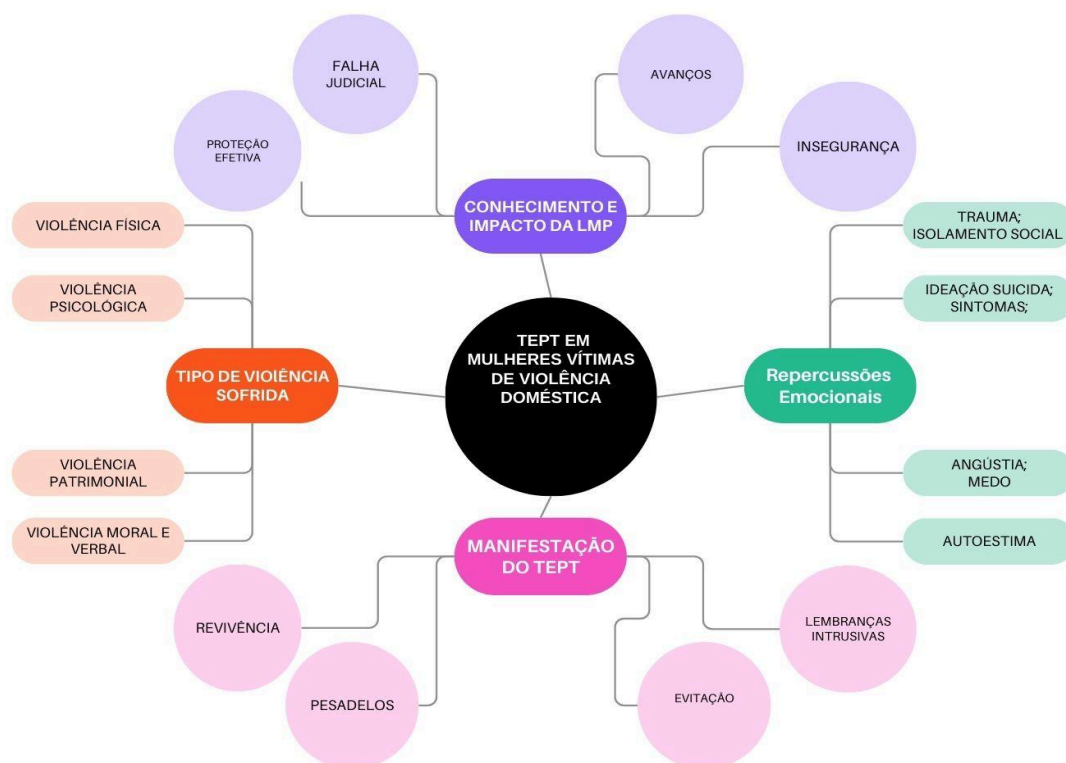 FALHA
JUDICIAL
AVANÇOS
PROTEÇÃO
EFETIVA
INSEGURANÇA
CONHECIMENTO E
IMPACTO DA LMP
VIOLÊNCIA FÍSICA
VIOLÊNCIA
PSICOLÓGICA
TIPO DE VIOlÊNCIA
SOFRIDA
VIOLÊNCIA
PATRIMONIAL
VIOLÊNCIA MORAL E
VERBAL
TEPT EM
MULHERES VÍTIMAS
DE VIOLÊNCIA
DOMÉSTICA
TRAUMA;
ISOLAMENTO SOCIAL
IDEAÇÃO SUICIDA;
SINTOMAS;
Repercussões
Emocionais
ANGÚSTIA;
MEDO
AUTOESTIMA
MANIFESTAÇÃO
DO TEPT
REVIVÊNCIA
PESADELOS
EVITAÇÃO
LEMBRANÇAS
INTRUSIVAS